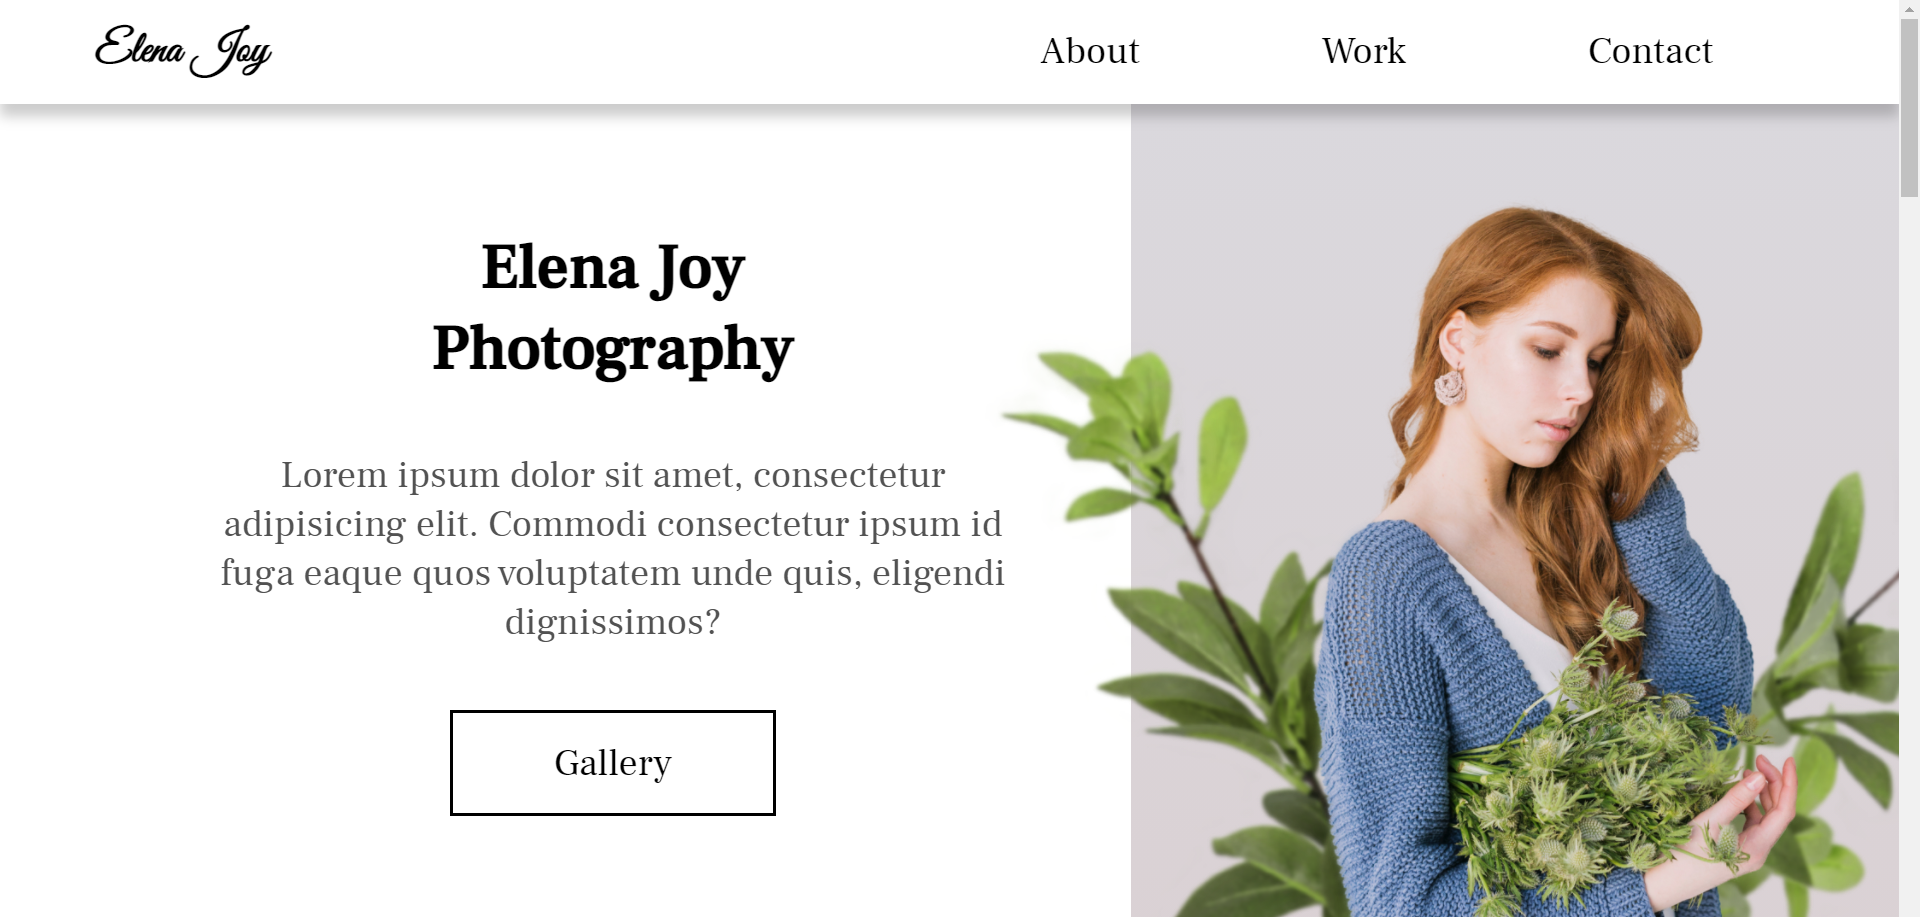 Elena Joy
About
Work
Contact
Elena Joy
Photography
Lorem ipsum dolor sit amet, consectetur
adipisicing elit. Commodi consectetur ipsum id
fuga eaque quos voluptatem unde quis, eligendi
dignissimos?
Gallery